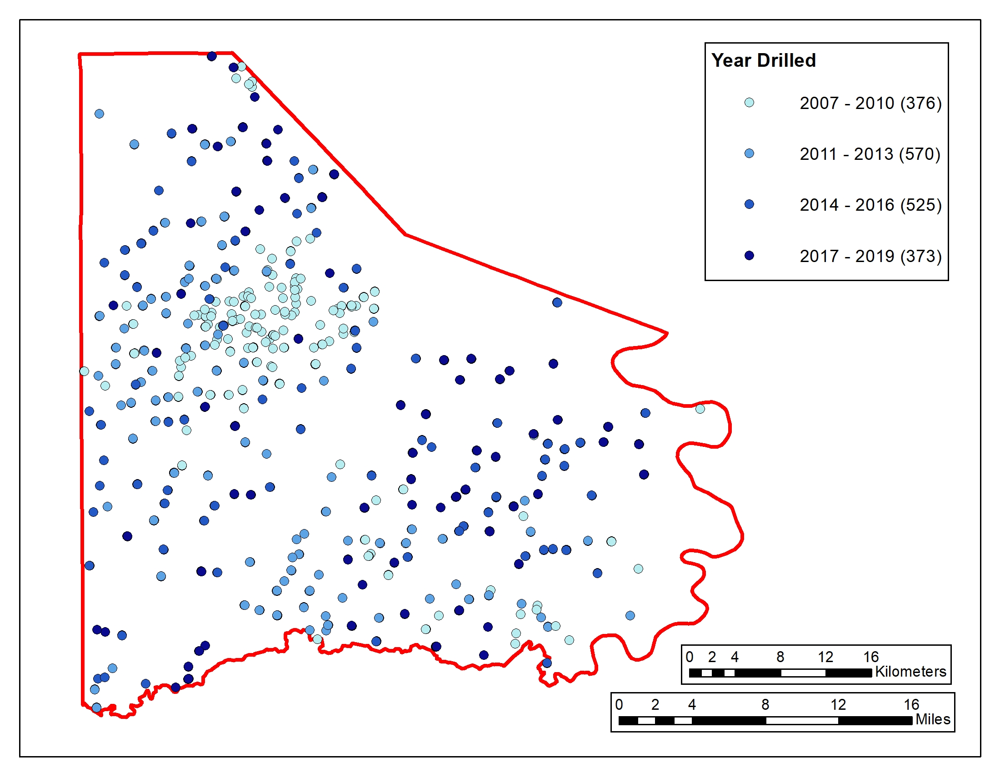 Year Drilled
2007 - 2010 (376)
2011 - 2013 (570)
2014 - 2016 (525)
2017 - 2019 (373)
0 2 4 8 12 16
Kilometers
0 2 4 8 12 16
Miles